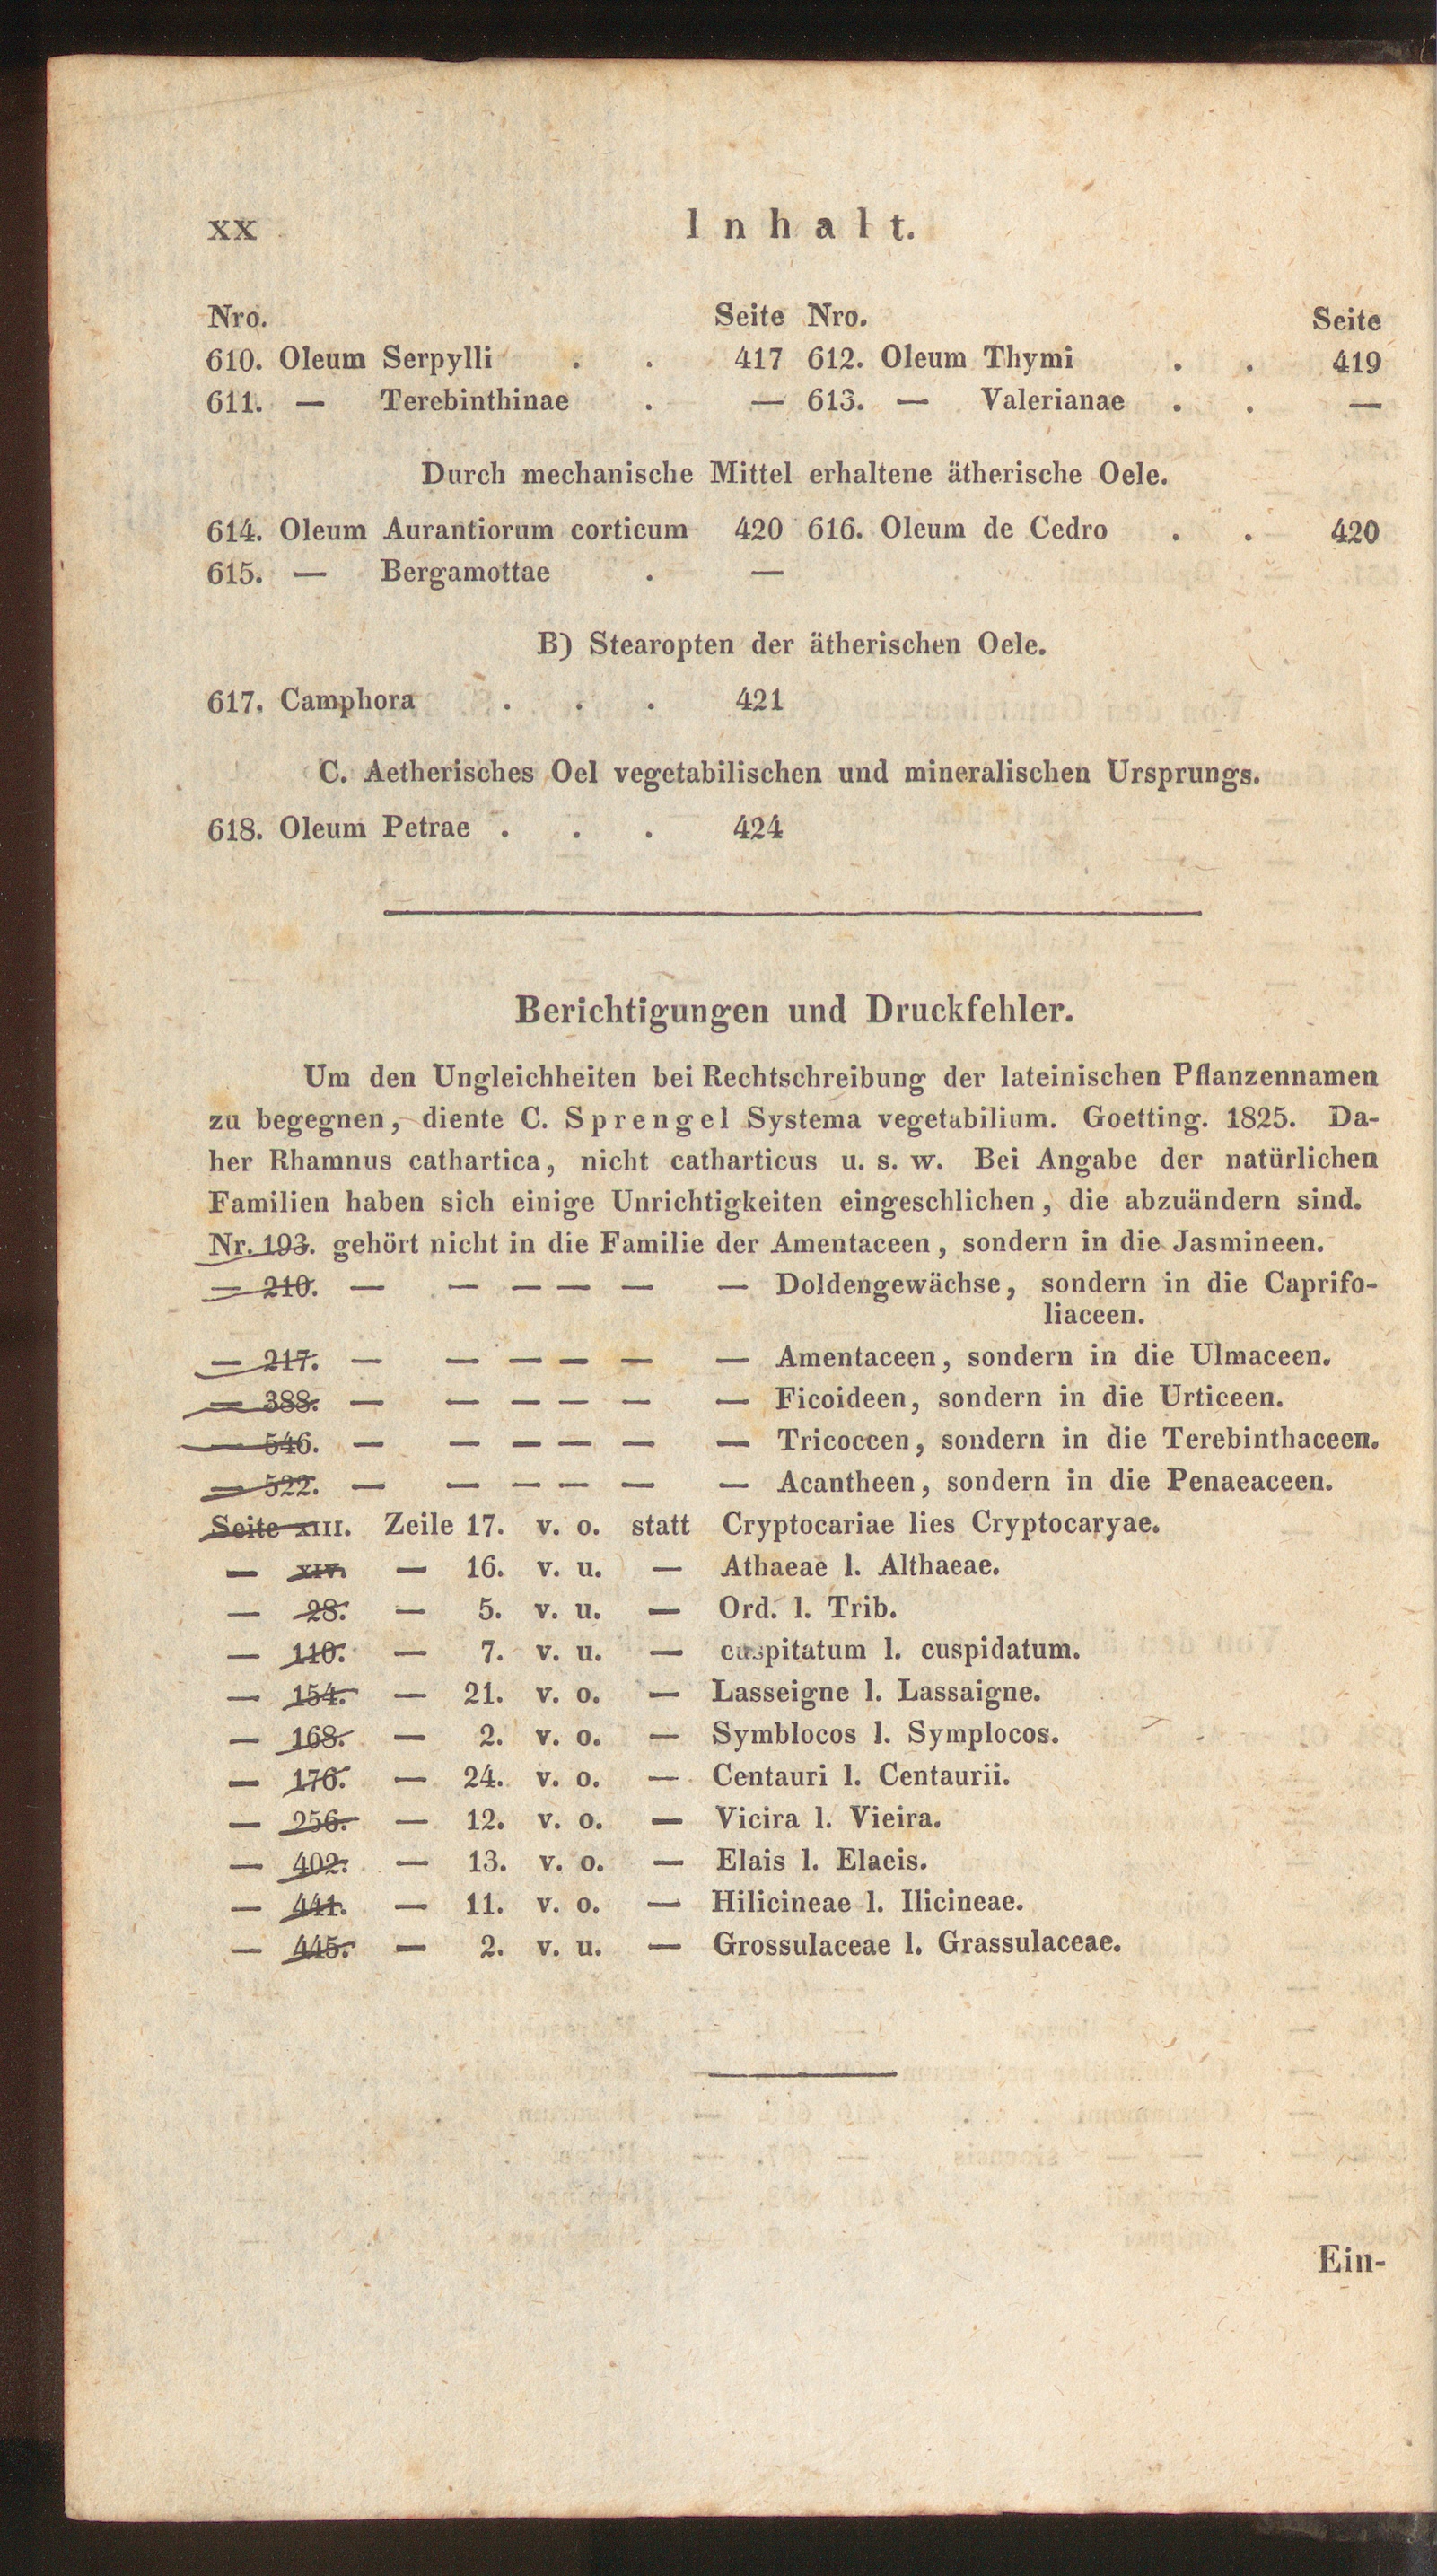 xx Inhalt.
Nro. Seite Nro. Seite
610. Oleum Serpylli . . 417 612. Oleum Thymi . . 419
611. — Terebinthinae . — 613. — Valerianae . . —
Durch mechanische Mittel erhaltene ätherische Oele.
614. Oleum Aurantiorum corticum 420 616. Oleum de Cedro . . 420
615. — Bergamottae . —
B) Stearopten der ätherischen Oele.
617. Camphora . . . 421
C. Aetherisches Oel vegetabilischen und mineralischen Ursprungs.
618. Oleum Petrae . . . 424
Berichtigungen und Druckfehler.
Um den Ungleichheiten bei Rechtschreibung der lateinischen Pflanzennamen
zu begegnen, diente C. Sprengel Systema vegetabilium. Goetting. 1825. Da-
her Rhamnus cathartica, nicht catharticus u. s. w. Bei Angabe der natürlichen
Familien haben sich einige Unrichtigkeiten eingeschlichen, die abzuändern sind.
Nr. 193. gehört nicht in die Familie der Amentaceen, sondern in die Jasmineen.
— 210. — — — — — — Doldengewächse, sondern in die Caprifo-
liaceen.
— 217. — — — — — — Amentaceen, sondern in die Ulmaceen.
— 388. — — — — — — Ficoideen, sondern in die Urticeen.
— 546. — — — — — — Tricoccen, sondern in die Terebinthaceen.
— 522. — — — — — — Acantheen, sondern in die Penaeaceen.
Seite XIII. Zeile 17. v. o. statt Cryptocariae lies Cryptocaryae.
— XIV. — 16. v. u. — Athaeae l. Althaeae.
— 28. — 5. v. u. — Ord. l. Trib.
— 110. — 7. v. u. — cuspitatum l. cuspidatum.
— 154. — 21. v. o. — Lasseigne l. Lassaigne.
— 168. — 2. v. o. — Symblocos l. Symplocos.
— 176. — 24. v. o. — Centauri l. Centaurii.
— 256. — 12. v. o. — Vicira l. Vieira.
— 402. — 13. v. o. — Elais l. Elaeis.
— 441. — 11. v. o. — Hilicineae l. Ilicineae.
— 445. — 2. v. u. — Grossulaceae l. Grassulaceae.
Ein-